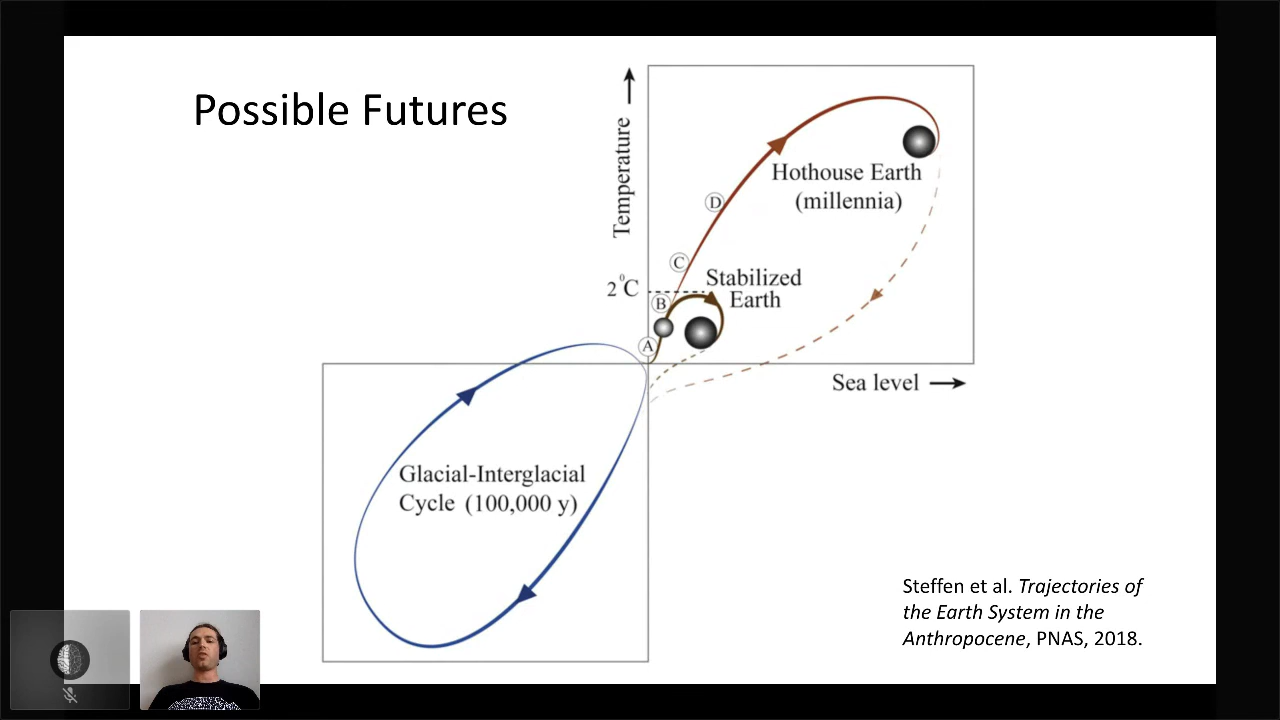 Possible Futures
Temperature
Hothouse Earth
(millennia)
D
C
2°C
Stabilized
Earth
B
A
Sea level
Glacial-Interglacial
Cycle (100,000 y)
Steffen et al. Trajectories of
the Earth System in the
Anthropocene, PNAS, 2018.